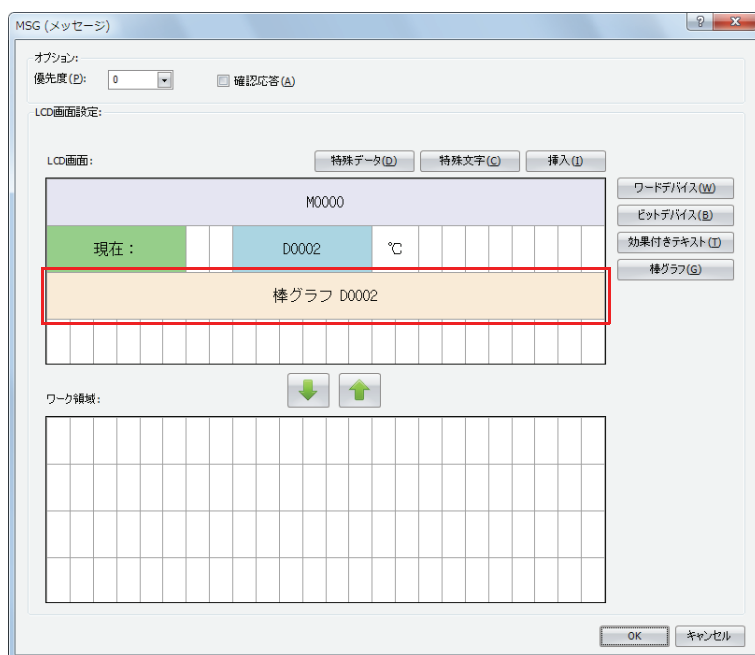 MSG (メッセージ)
オプション:
優先度(P): 0 確認応答(A)
LCD画面設定:
LCD画面: 特殊データ(D) 特殊文字(C) 挿入(I)
M0000
ワードデバイス(W)
ビットデバイス(B)
現在： D0002 ℃
効果付きテキスト(T)
棒グラフ(G)
棒グラフ D0002
ワーク領域:
OK キャンセル